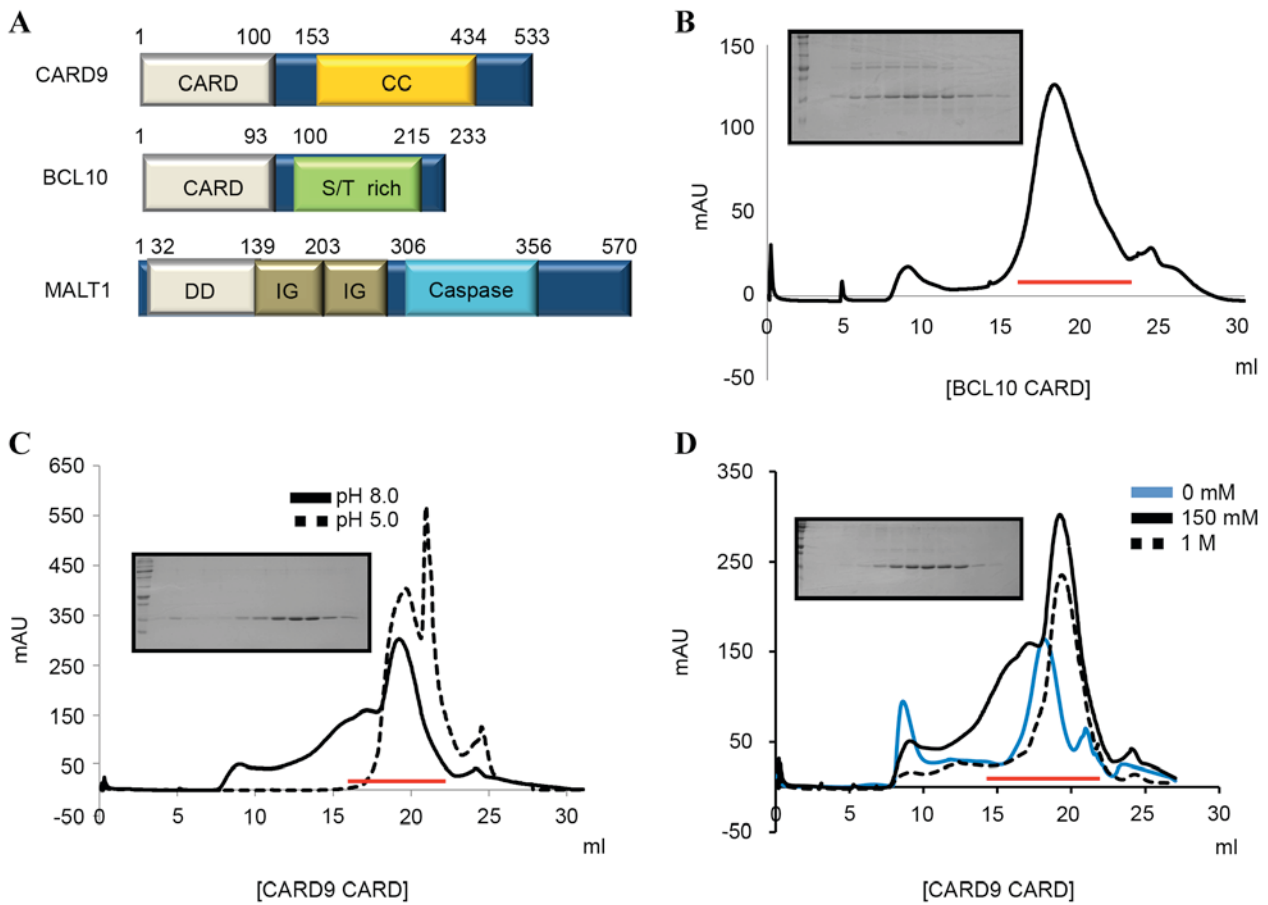 A
1 100 153 434 533
CARD9 CARD CC
1 93 100 215 233
BCL10 CARD S/T rich
1 32 139 203 306 356 570
MALT1 DD IG IG Caspase
B
150
100
50
0
-50
mAU
0 5 10 15 20 25 30
ml
[BCL10 CARD]
C
650
550
450
350
250
150
50
-50
mAU
pH 8.0
pH 5.0
0 5 10 15 20 25 30
ml
[CARD9 CARD]
D
350
250
150
50
-50
mAU
0 mM
150 mM
1 M
0 5 10 15 20 25 30
ml
[CARD9 CARD]